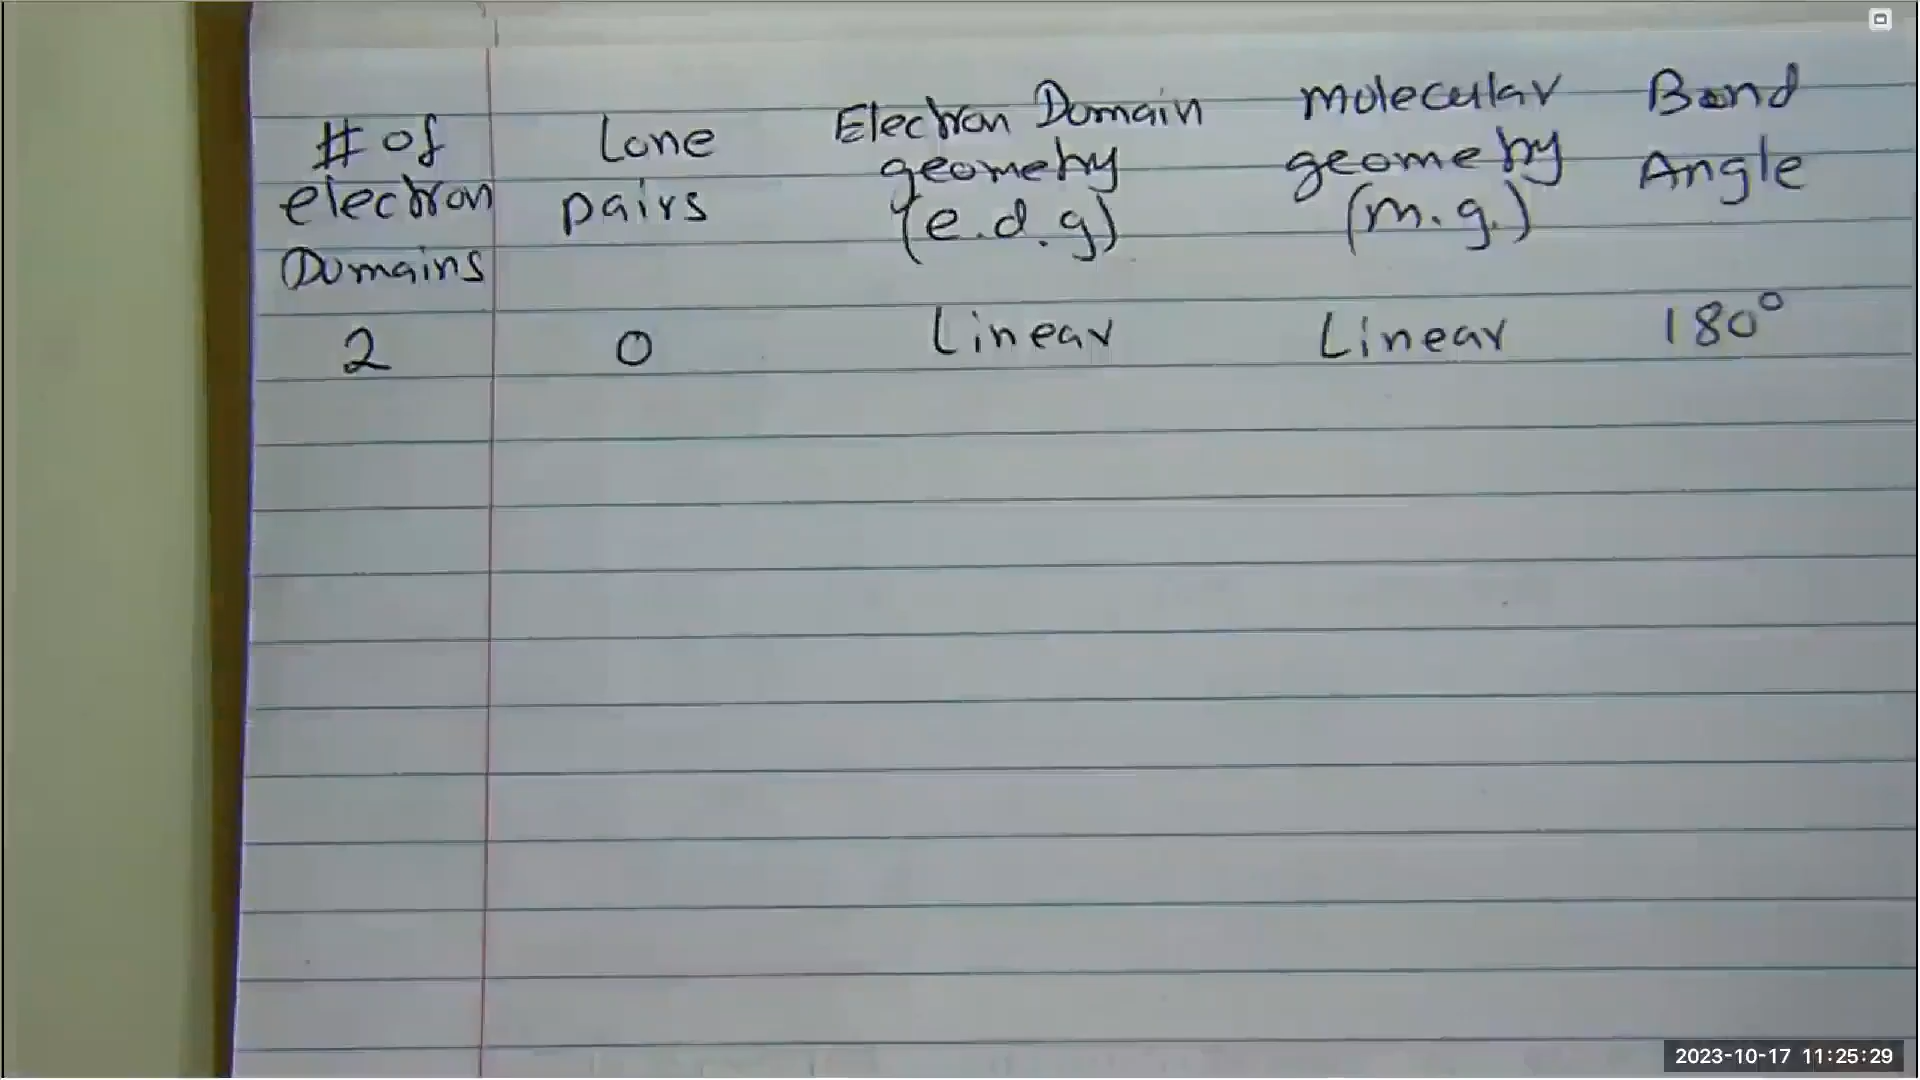 # of electron Domains
Lone pairs
Electron Domain geometry (e.d.g)
molecular geometry (m.g.)
Bond Angle
2 0 Linear Linear 180°
2023-10-17 11:25:29